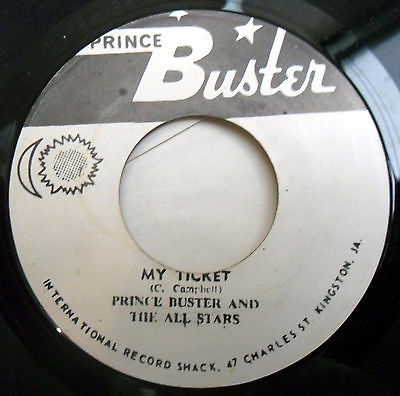 PRINCE
Buster
MY TICKET
(C. Campbell)
PRINCE BUSTER AND
THE ALL STARS
INTERNATIONAL RECORD SHACK, 47 CHARLES ST KINGSTON, JA.